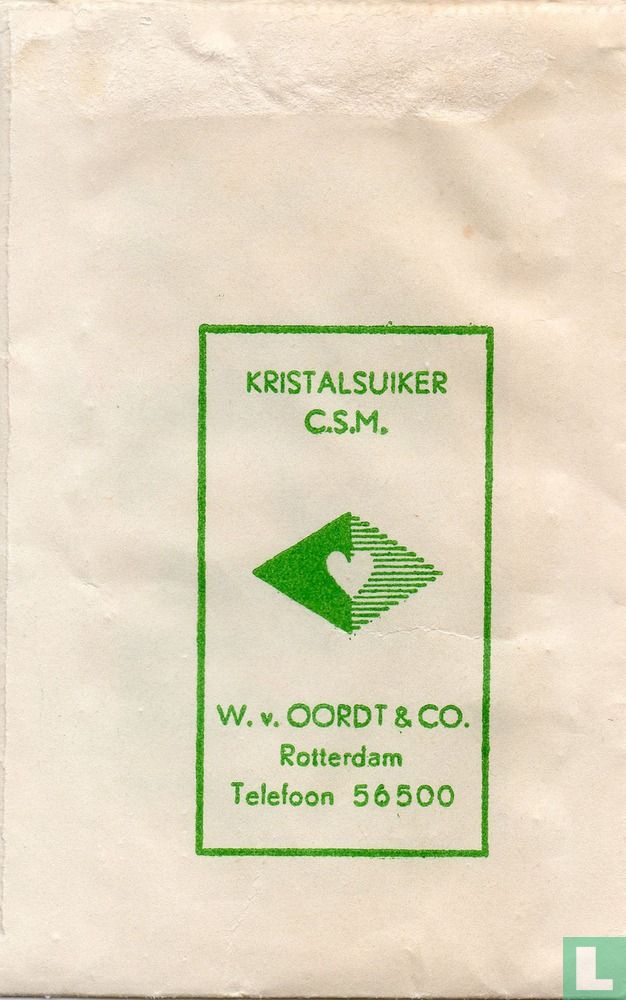 KRISTALSUIKER
C.S.M.
W. v. OORDT & CO.
Rotterdam
Telefoon 56500
L